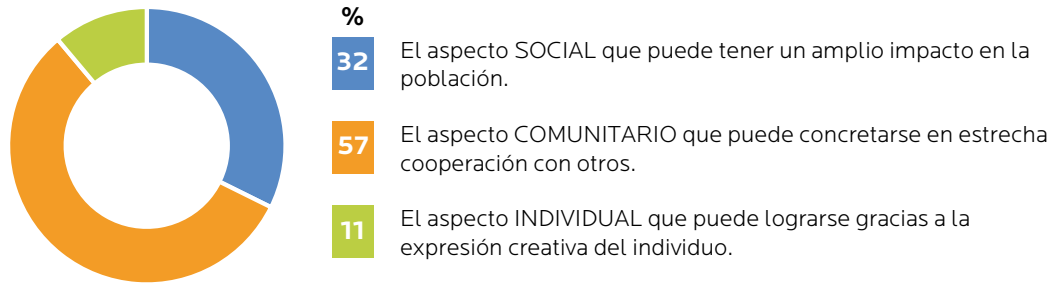 %
32
El aspecto SOCIAL que puede tener un amplio impacto en la
población.
57
El aspecto COMUNITARIO que puede concretarse en estrecha
cooperación con otros.
11
El aspecto INDIVIDUAL que puede lograrse gracias a la
expresión creativa del individuo.